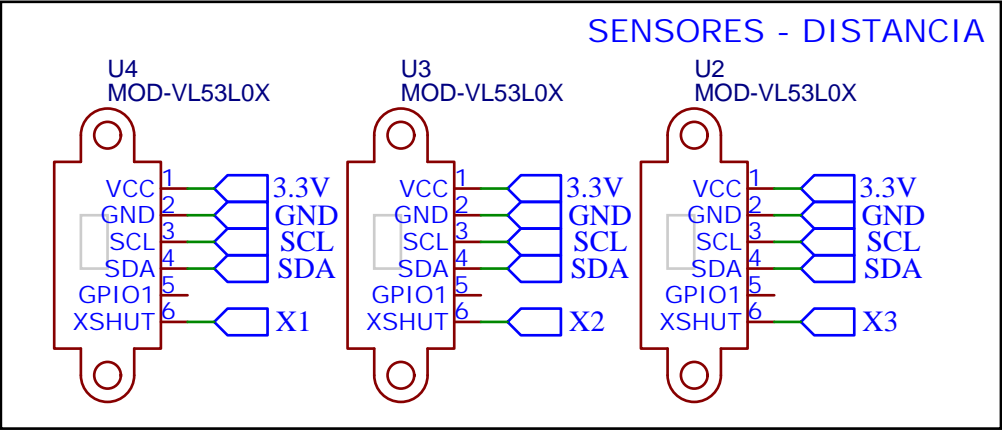 SENSORES - DISTANCIA
U4
MOD-VL53L0X
VCC 1 3.3V
GND 2 GND
SCL 3 SCL
SDA 4 SDA
GPIO1 5
XSHUT 6 X1
U3
MOD-VL53L0X
VCC 1 3.3V
GND 2 GND
SCL 3 SCL
SDA 4 SDA
GPIO1 5
XSHUT 6 X2
U2
MOD-VL53L0X
VCC 1 3.3V
GND 2 GND
SCL 3 SCL
SDA 4 SDA
GPIO1 5
XSHUT 6 X3